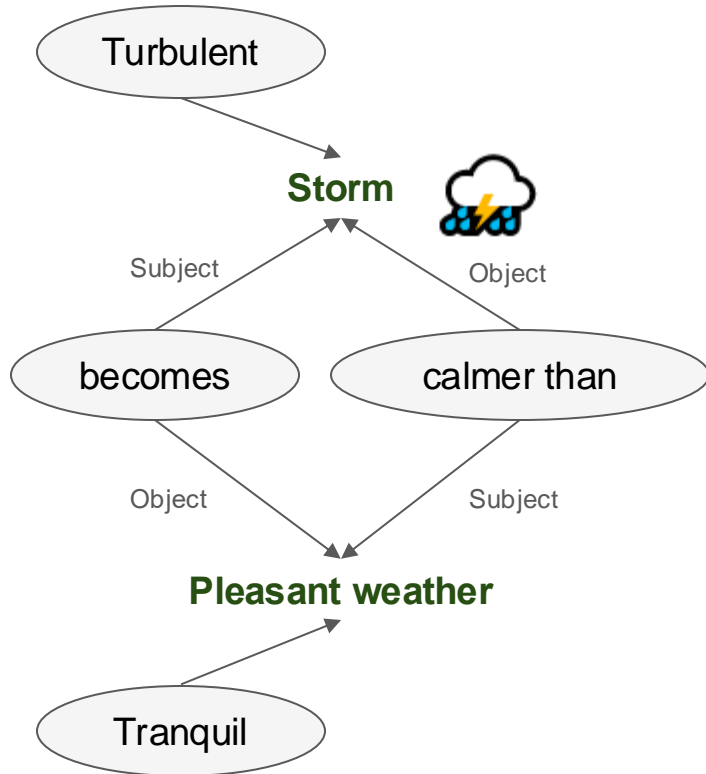 Turbulent
Storm
Subject
Object
becomes
calmer than
Object
Subject
Pleasant weather
Tranquil